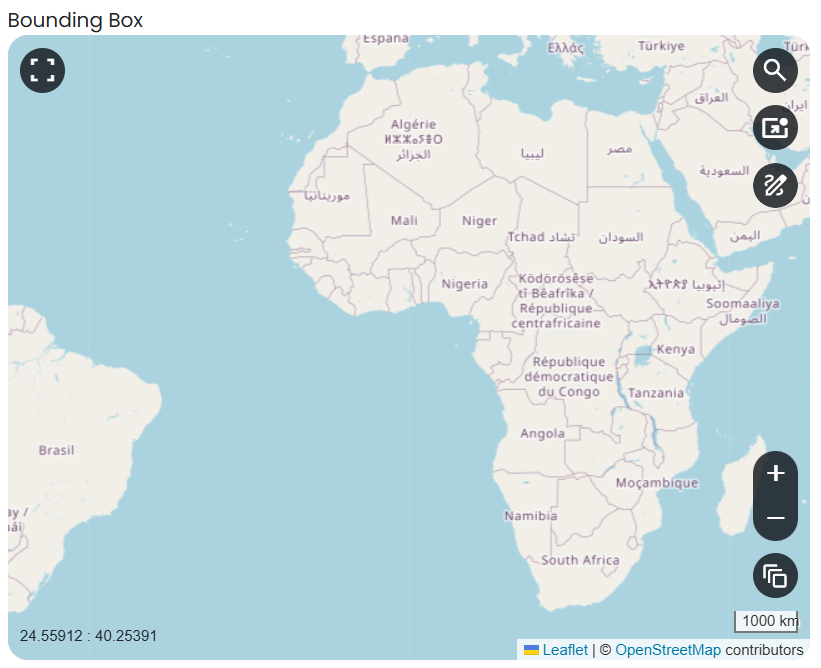 Bounding Box
España
Ελλάς
Türkiye
العراق
Algérie
ⵍⵣⵣⴰⵢⴻⵔ
الجزائر
ليبيا
مصر
السعودية
موريتانيا
Mali
Niger
Tchad تشاد
السودان
اليمن
Nigeria
Ködörösêse
tî Bêafrîka /
République
centrafricaine
ኢትዮጵያ إثيوبيا
Soomaaliya
الصومال
Kenya
République
démocratique
du Congo
Tanzania
Angola
Brasil
Moçambique
Namibia
South Africa
+
−
1000 km
24.55912 : 40.25391
Leaflet | © OpenStreetMap contributors